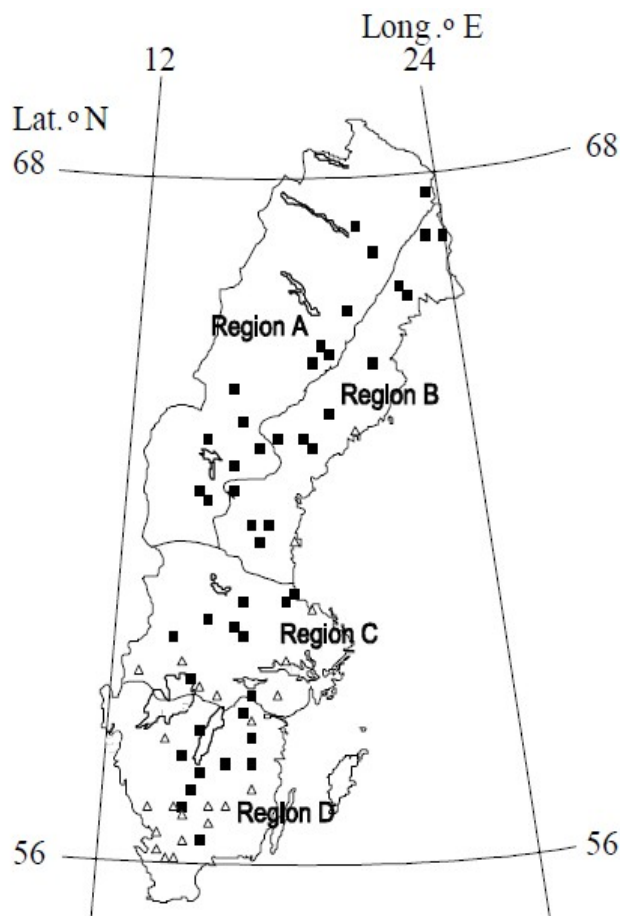 Long.º E
12
24
Lat.º N
68
68
Region A
Region B
Region C
Region D
56
56